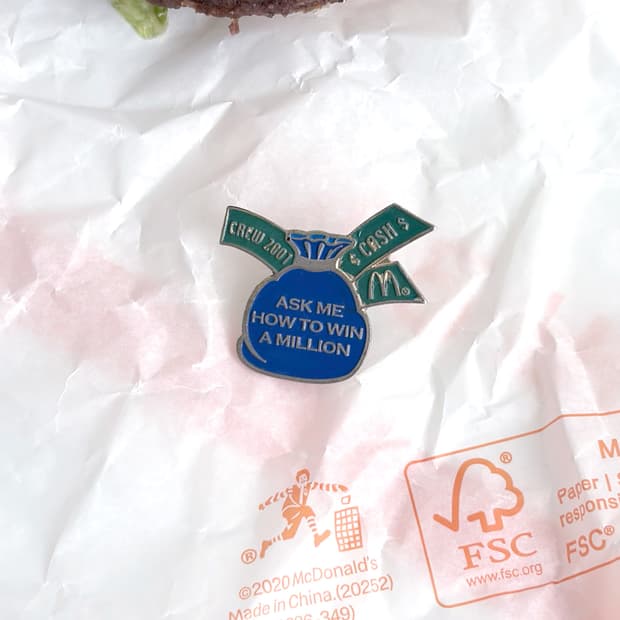 CREW 2001
$ CASH $
M®
ASK ME
HOW TO WIN
A MILLION
®
©2020 McDonald's
Made in China.(20252)
®
FSC
www.fsc.org
M
Paper |
respons
FSC®